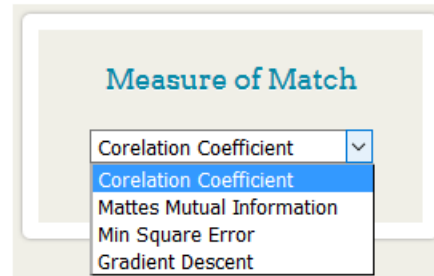 Measure of Match
Corelation Coefficient
Corelation Coefficient
Mattes Mutual Information
Min Square Error
Gradient Descent